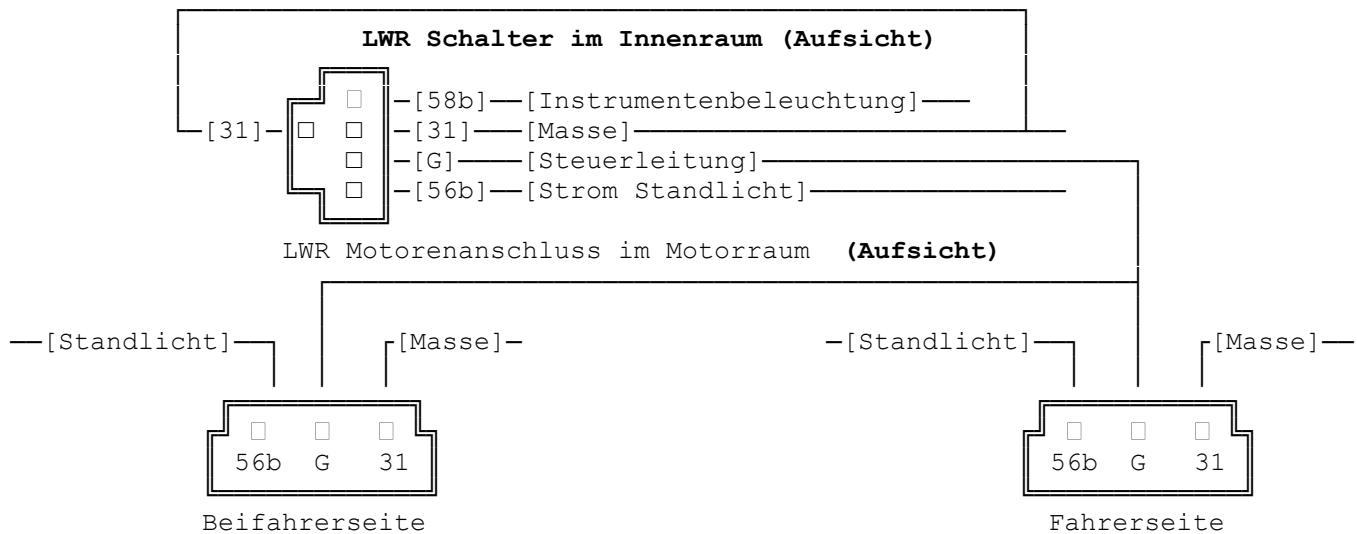 LWR Schalter im Innenraum (Aufsicht)
[58b] [Instrumentenbeleuchtung]
[31] [31] [Masse]
[G] [Steuerleitung]
[56b] [Strom Standlicht]
LWR Motorenanschluss im Motorraum (Aufsicht)
[Standlicht] [Masse] [Standlicht] [Masse]
56b G 31 56b G 31
Beifahrerseite Fahrerseite